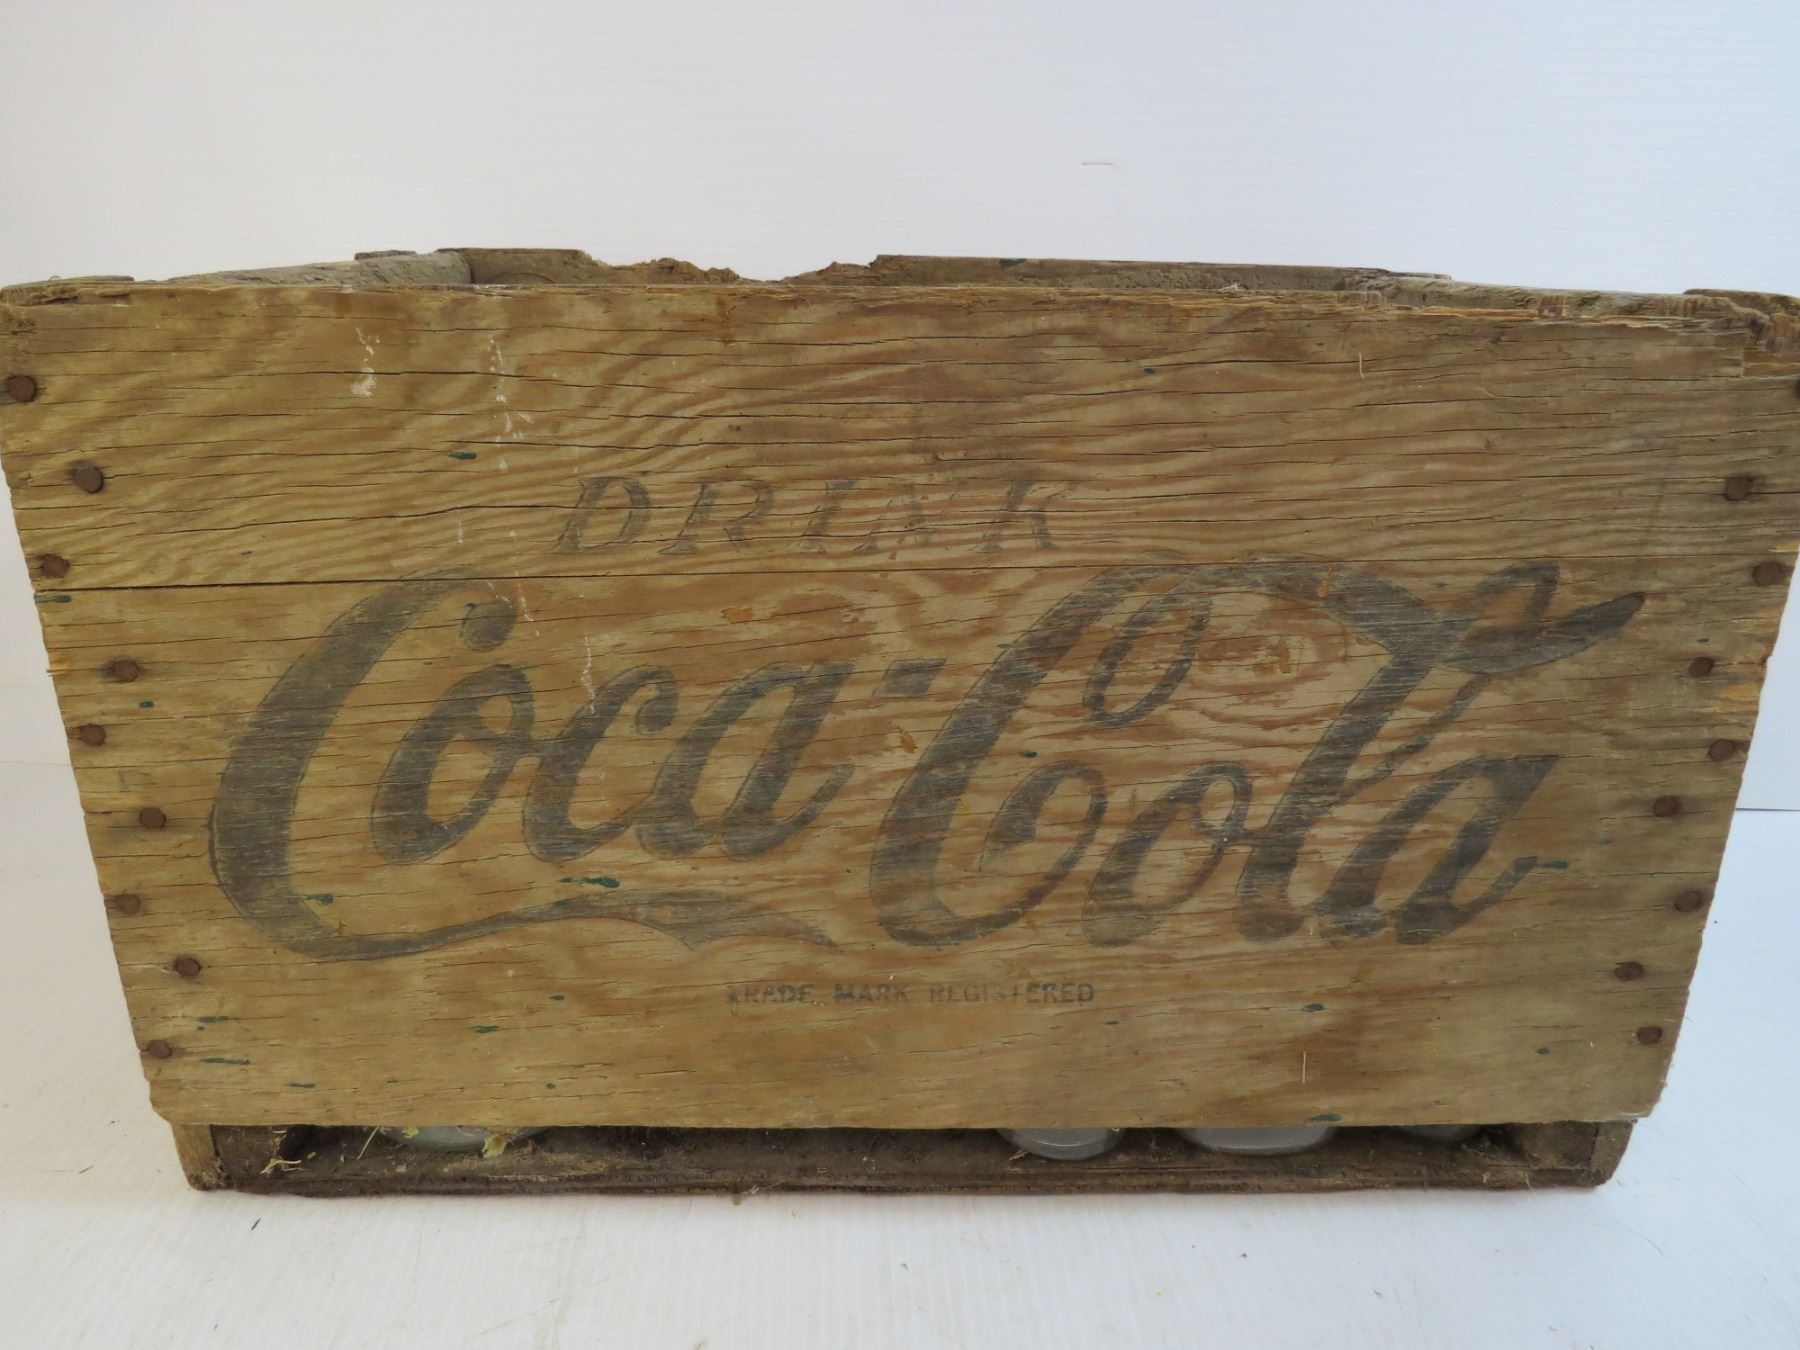 DRINK
Coca-Cola
TRADE MARK REGISTERED